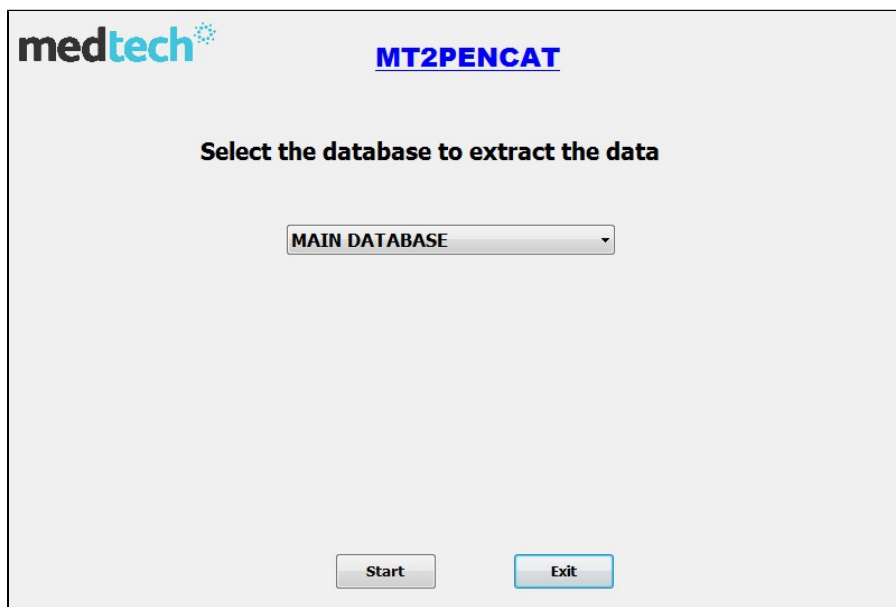 medtech
MT2PENCAT
Select the database to extract the data
MAIN DATABASE
Start Exit